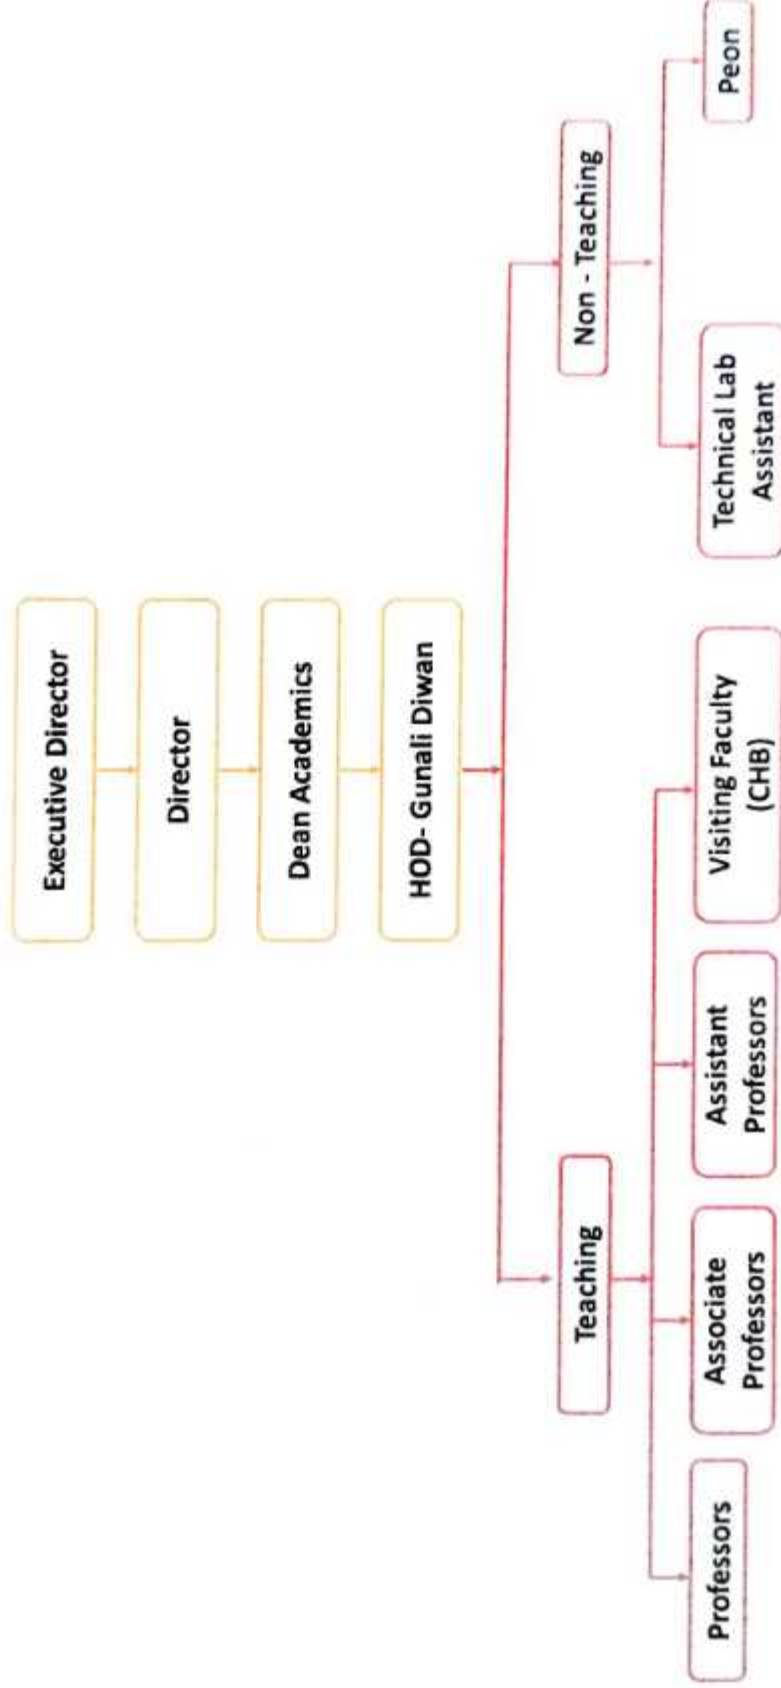 Executive Director
Director
Dean Academics
HOD- Gunali Diwan
Teaching
Non - Teaching
Professors
Associate
Professors
Assistant
Professors
Visiting Faculty
(CHB)
Technical Lab
Assistant
Peon